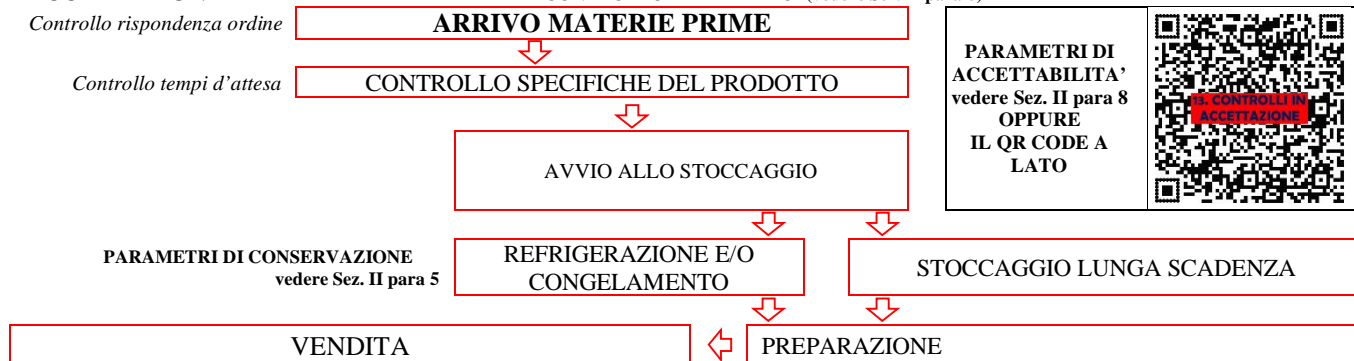 Controllo rispondenza ordine
ARRIVO MATERIE PRIME
Controllo tempi d'attesa
CONTROLLO SPECIFICHE DEL PRODOTTO
PARAMETRI DI
ACCETTABILITA’
vedere Sez. II para 8
OPPURE
IL QR CODE A
LATO
13. CONTROLLI IN
ACCETTAZIONE
AVVIO ALLO STOCCAGGIO
PARAMETRI DI CONSERVAZIONE
vedere Sez. II para 5
REFRIGERAZIONE E/O
CONGELAMENTO
STOCCAGGIO LUNGA SCADENZA
VENDITA
PREPARAZIONE